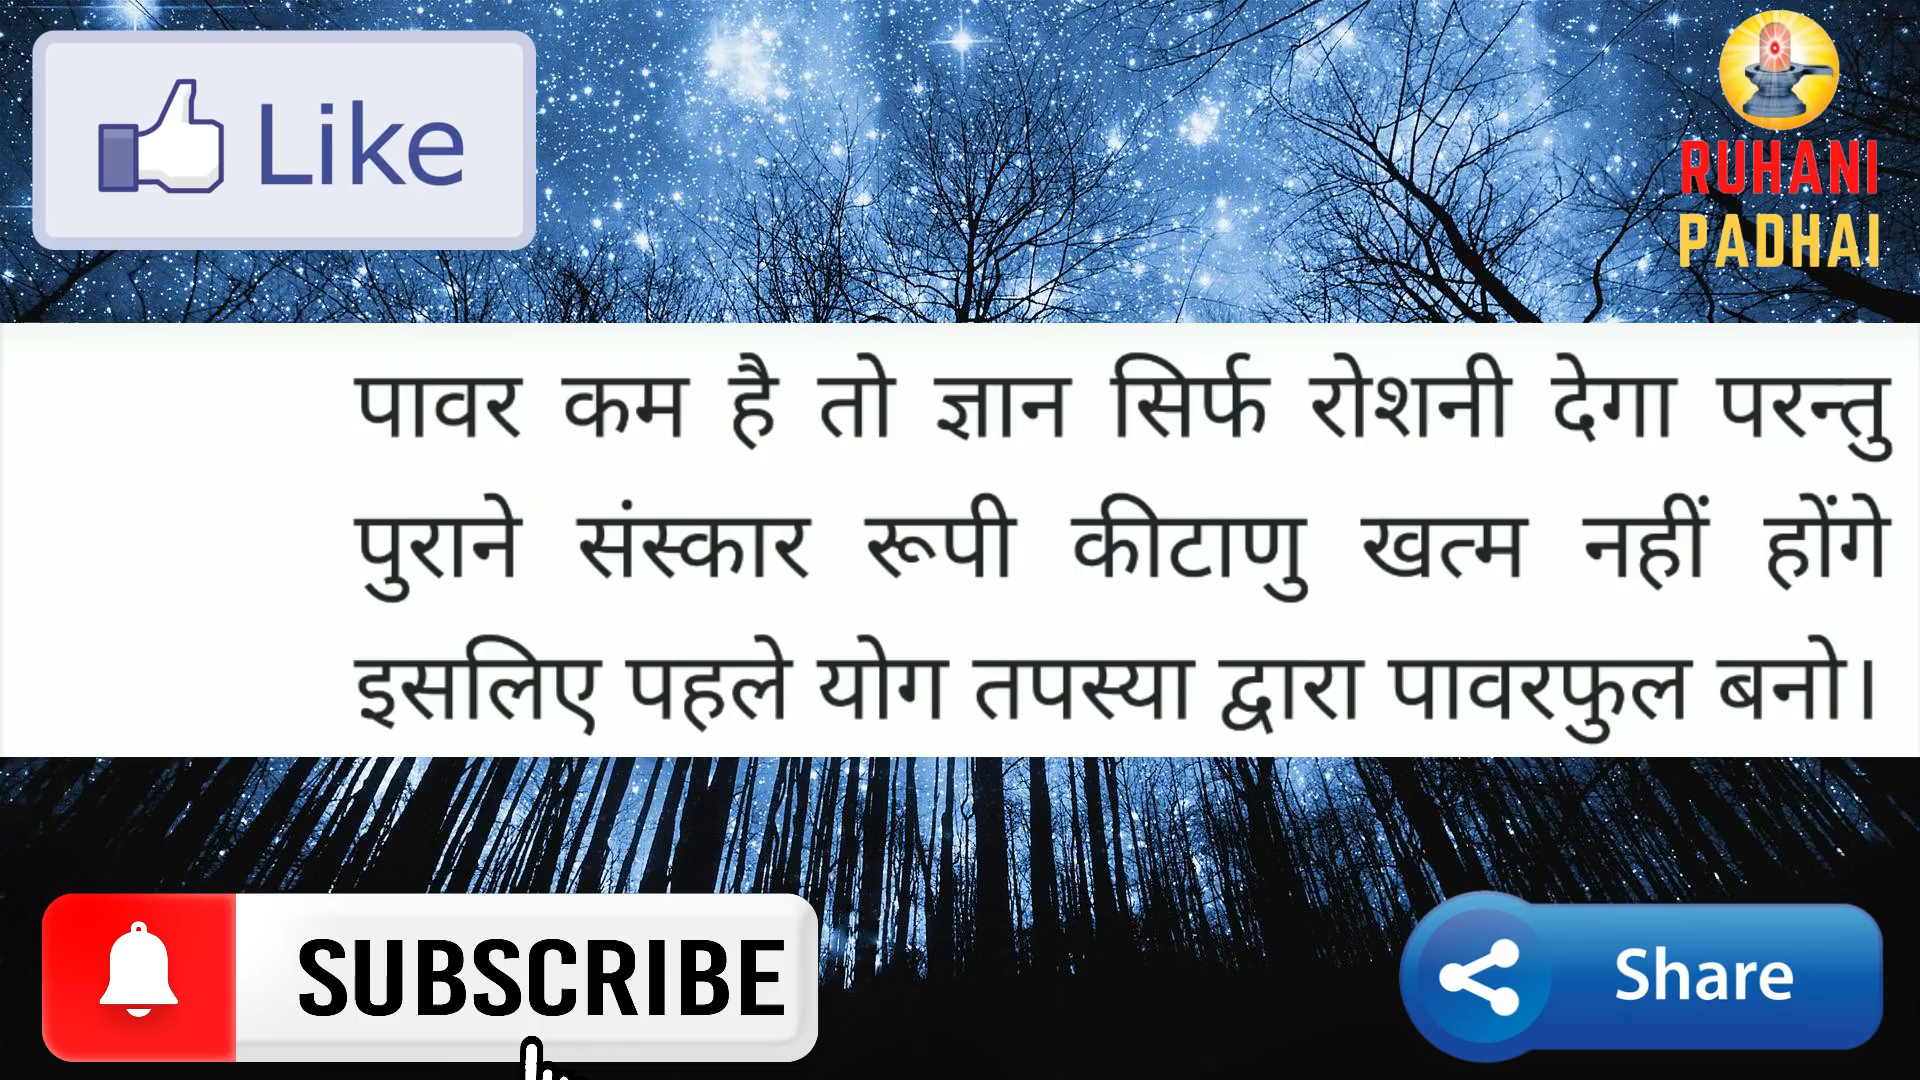 Like
RUHANI
PADHAI
पावर कम है तो ज्ञान सिर्फ रोशनी देगा परन्तु
पुराने संस्कार रूपी कीटाणु खत्म नहीं होंगे
इसलिए पहले योग तपस्या द्वारा पावरफुल बनो।
SUBSCRIBE
Share